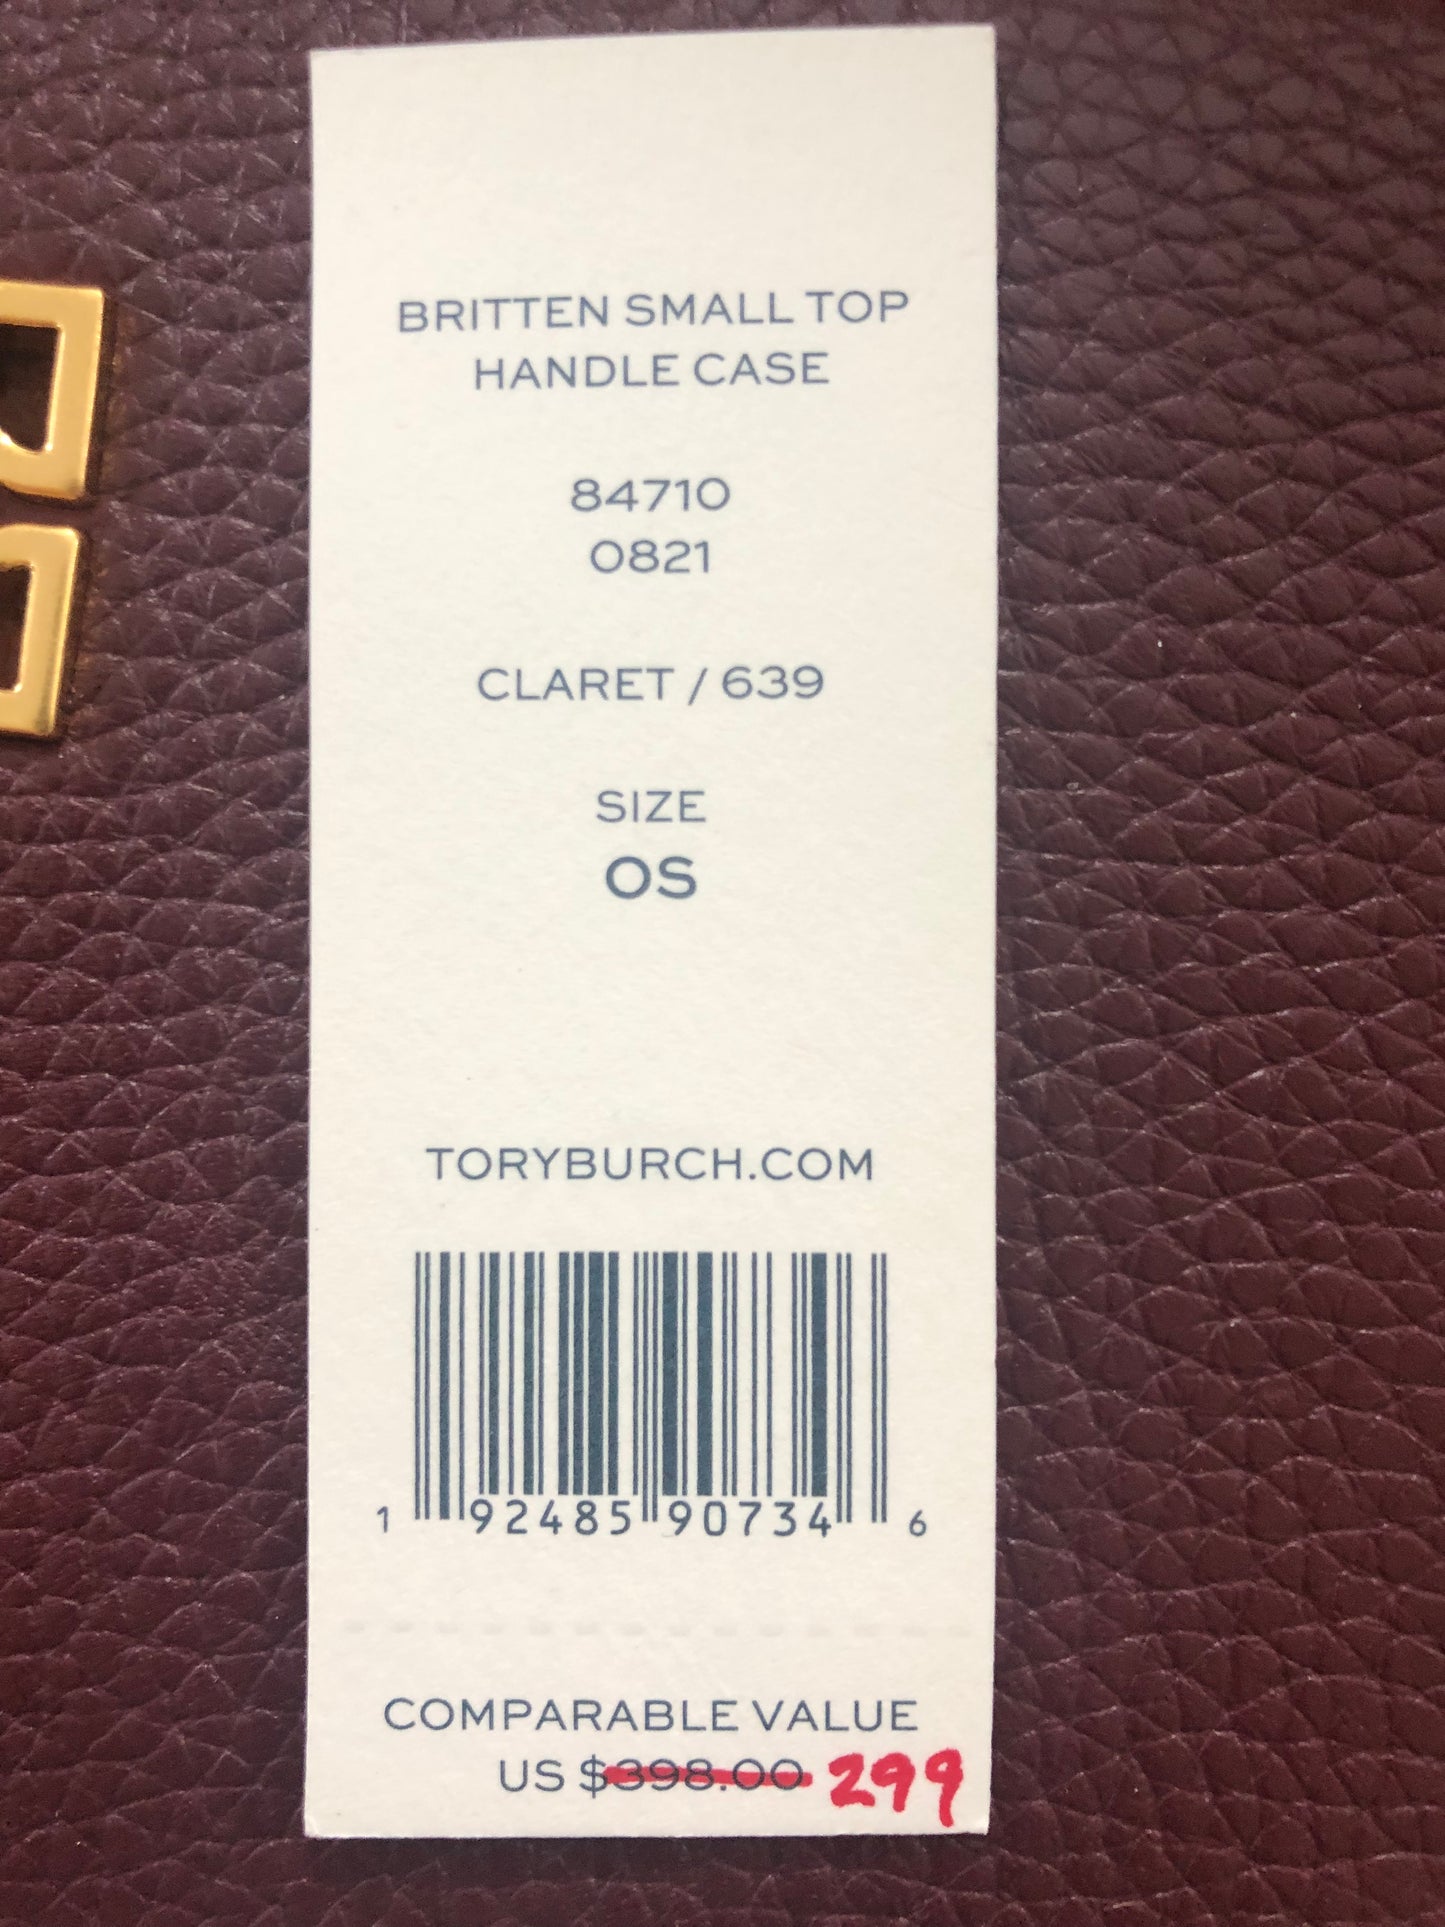 BRITTEN SMALL TOP
HANDLE CASE
84710
0821
CLARET / 639
SIZE
OS
TORYBURCH.COM
1 92485 90734 6
COMPARABLE VALUE
US $398.00 299